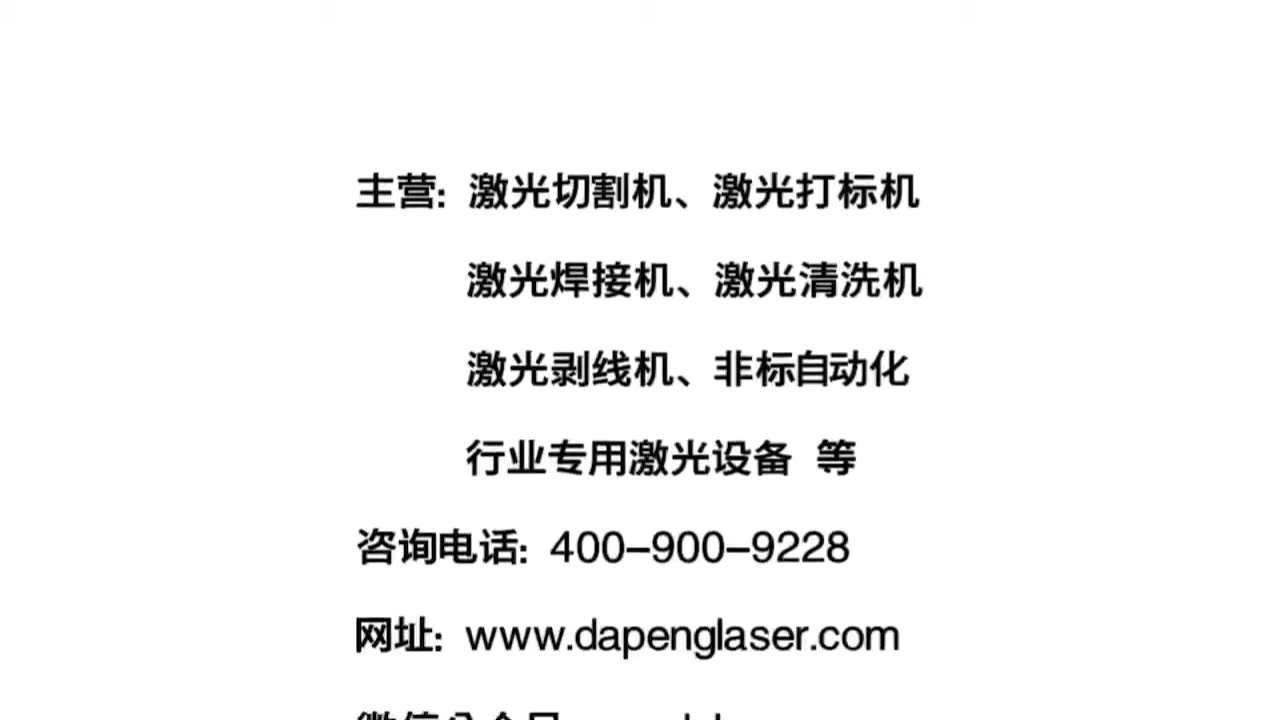 主营: 激光切割机、激光打标机
激光焊接机、激光清洗机
激光剥线机、非标自动化
行业专用激光设备 等
咨询电话: 400–900–9228
网址: www.dapenglaser.com